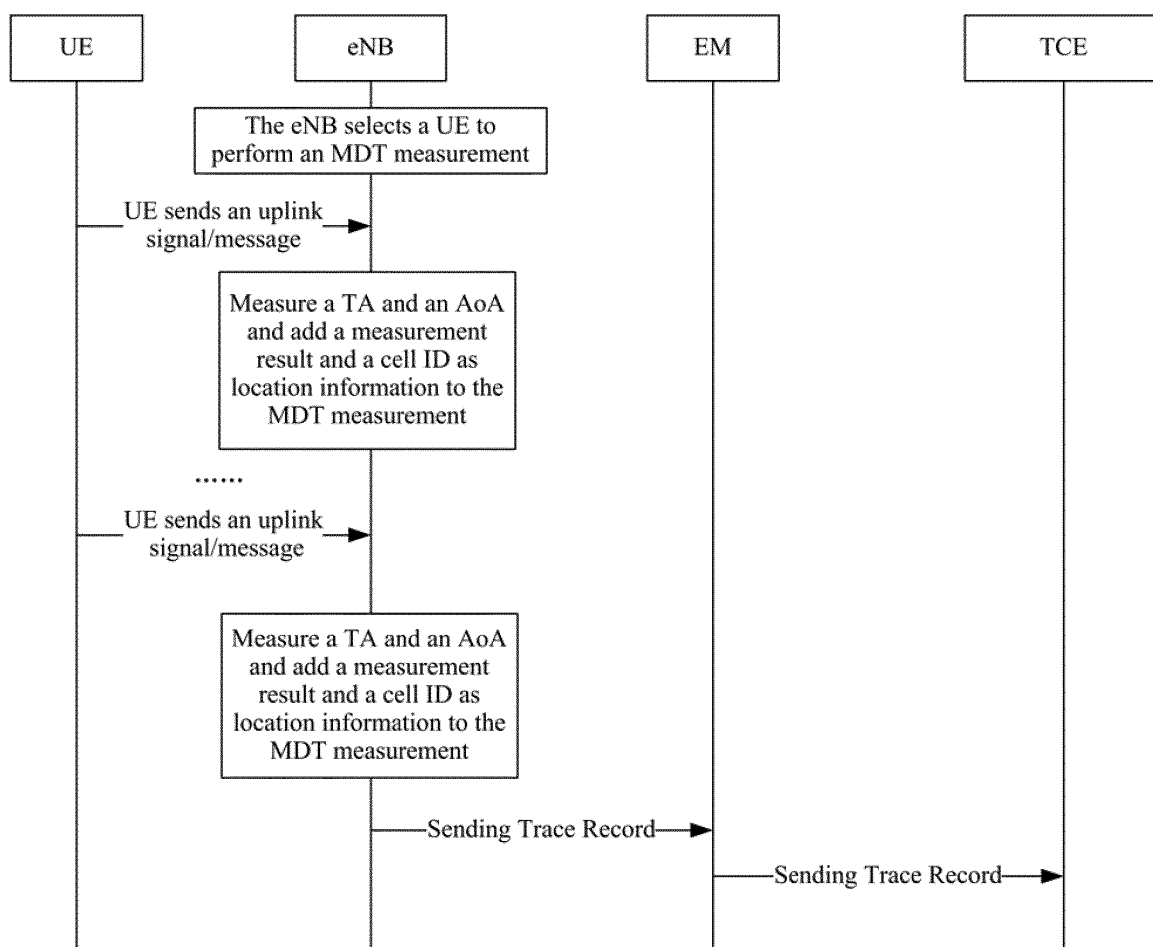 UE
eNB
EM
TCE
The eNB selects a UE to
perform an MDT measurement
UE sends an uplink
signal/message
Measure a TA and an AoA
and add a measurement
result and a cell ID as
location information to the
MDT measurement
......
UE sends an uplink
signal/message
Measure a TA and an AoA
and add a measurement
result and a cell ID as
location information to the
MDT measurement
Sending Trace Record
Sending Trace Record